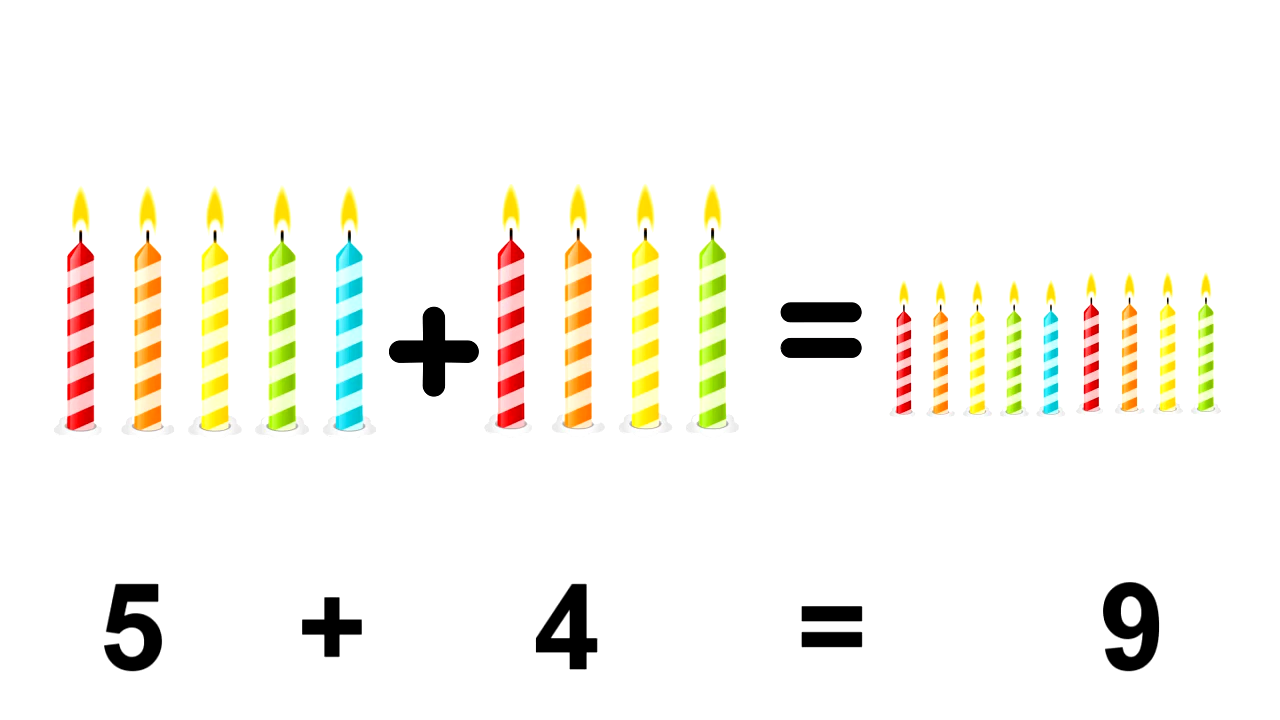 + =
5 + 4 = 9